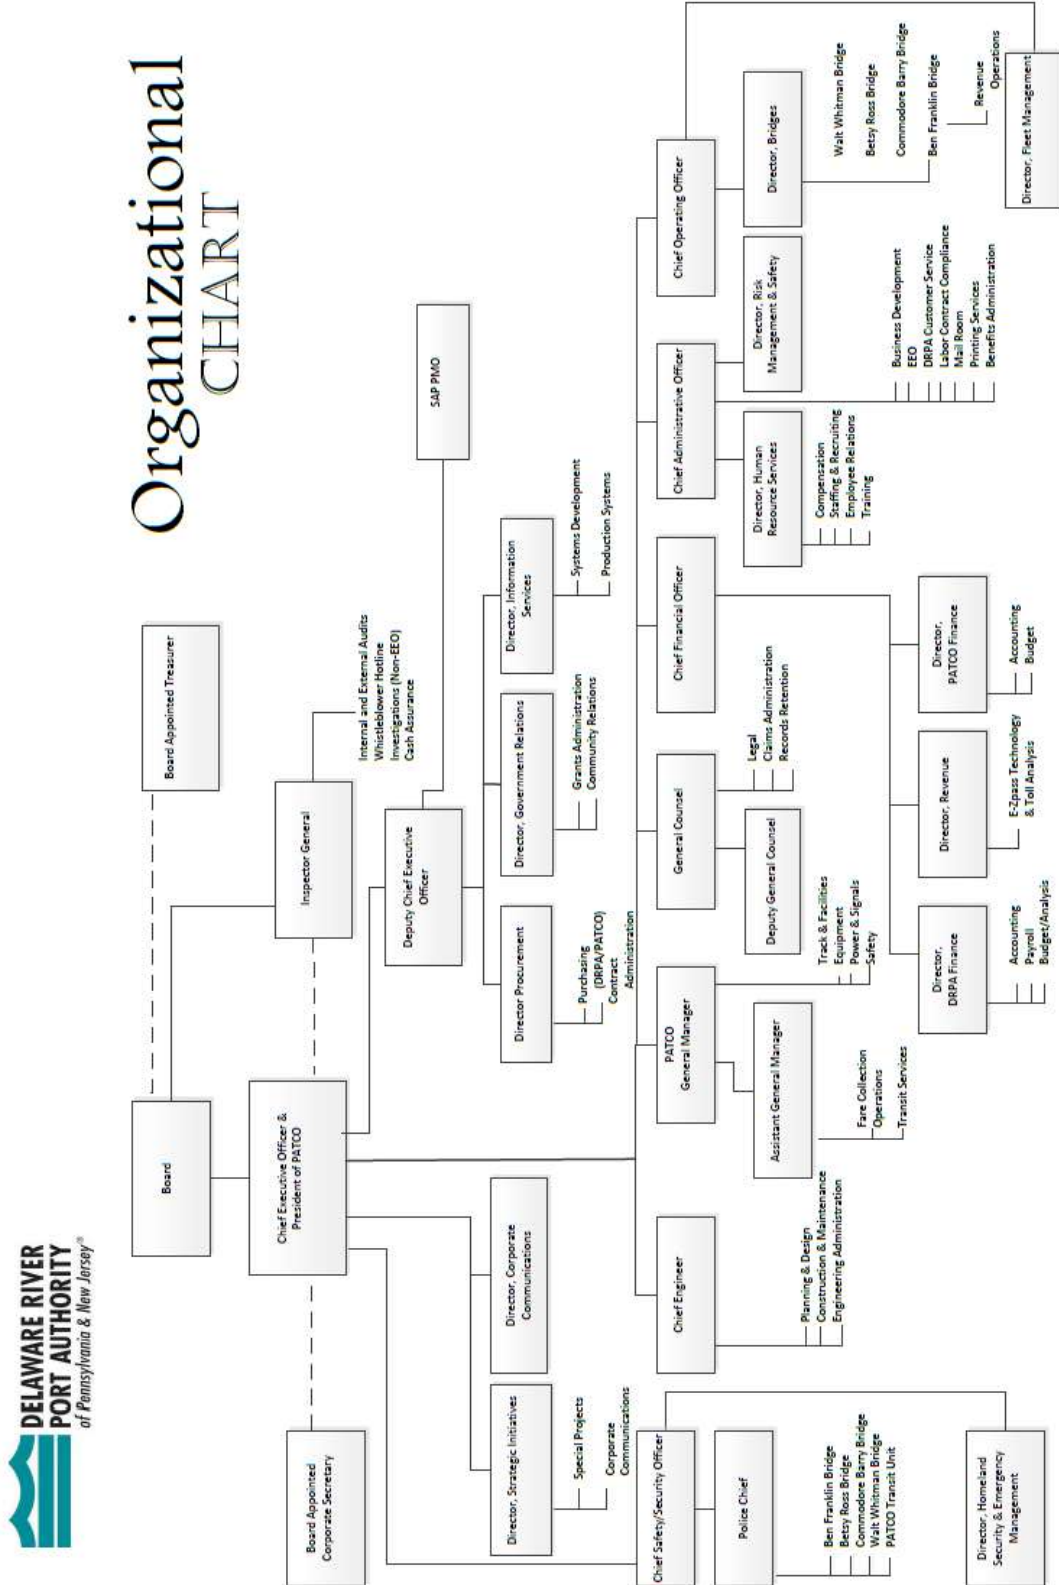 DELAWARE RIVER
PORT AUTHORITY
of Pennsylvania & New Jersey®
Organizational
CHART
Board
Board Appointed Treasurer
Board Appointed
Corporate Secretary
Chief Executive Officer &
President of PATCO
Inspector General
Internal and External Audits
Whistleblower Hotline
Investigations (Non-EEO)
Cash Assurance
Deputy Chief Executive
Officer
SAP PMO
Director, Strategic Initiatives
Special Projects
Corporate
Communications
Director, Corporate
Communications
Director Procurement
Purchasing
(DRPA/PATCO)
Contract
Administration
Director, Government Relations
Grants Administration
Community Relations
Director, Information
Services
Systems Development
Production Systems
Chief Safety/Security Officer
Police Chief
Ben Franklin Bridge
Betsy Ross Bridge
Commodore Barry Bridge
Walt Whitman Bridge
PATCO Transit Unit
Director, Homeland
Security & Emergency
Management
Chief Engineer
Planning & Design
Construction & Maintenance
Engineering Administration
PATCO
General Manager
Assistant General Manager
Fare Collection
Operations
Transit Services
Track & Facilities
Equipment
Power & Signals
Safety
General Counsel
Deputy General Counsel
Legal
Claims Administration
Records Retention
Chief Financial Officer
Director,
DRPA Finance
Accounting
Payroll
Budget/Analysis
Director, Revenue
E-Zpass Technology
& Toll Analysis
Director,
PATCO Finance
Accounting
Budget
Chief Administrative Officer
Director, Human
Resource Services
Compensation
Staffing & Recruiting
Employee Relations
Training
Director, Risk
Management & Safety
Business Development
EEO
DRPA Customer Service
Labor Contract Compliance
Mail Room
Printing Services
Benefits Administration
Chief Operating Officer
Director, Bridges
Walt Whitman Bridge
Betsy Ross Bridge
Commodore Barry Bridge
Ben Franklin Bridge
Revenue
Operations
Director, Fleet Management